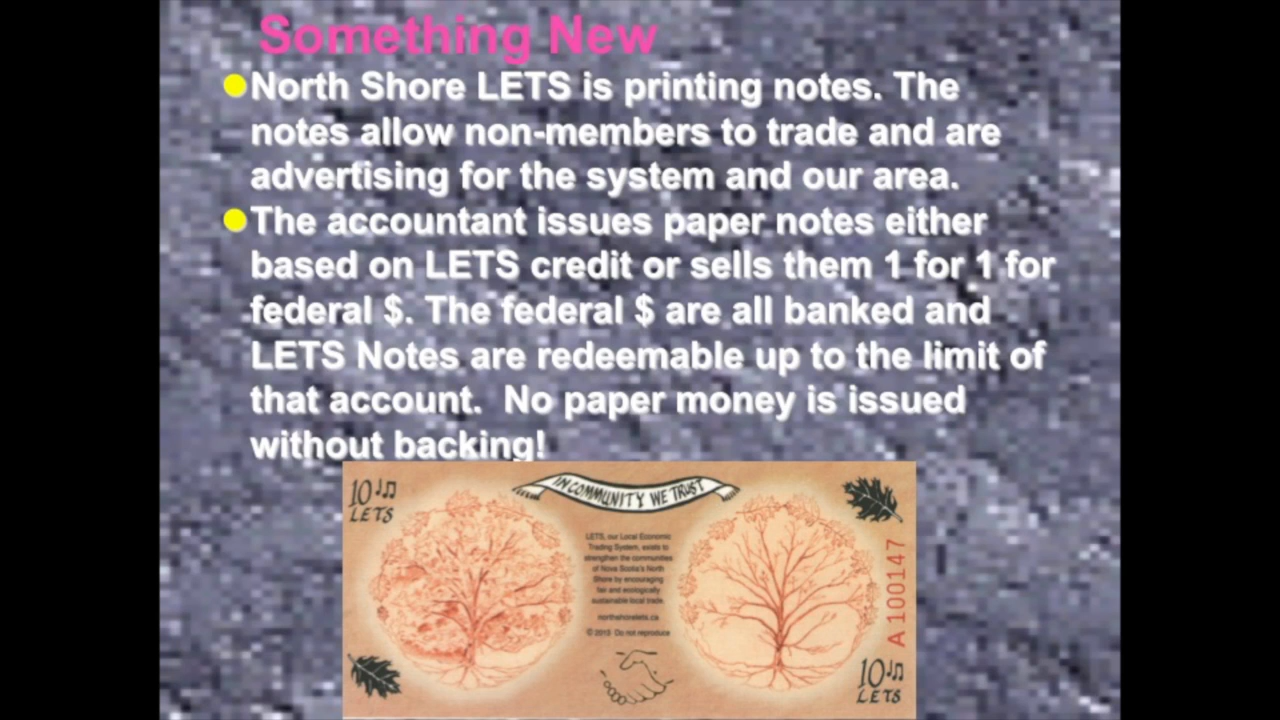 Something New
North Shore LETS is printing notes. The
notes allow non-members to trade and are
advertising for the system and our area.
The accountant issues paper notes either
based on LETS credit or sells them 1 for 1 for
federal $. The federal $ are all banked and
LETS Notes are redeemable up to the limit of
that account. No paper money is issued
without backing!
IN COMMUNITY WE TRUST
10
LETS
LETS, our Local Economic
Trading System, exists to
strengthen the communities
of Nova Scotia's North
Shore by encouraging
fair and ecologically
sustainable local trade.
northshorelets.ca
© 2013 Do not reproduce
A 100147
10
LETS